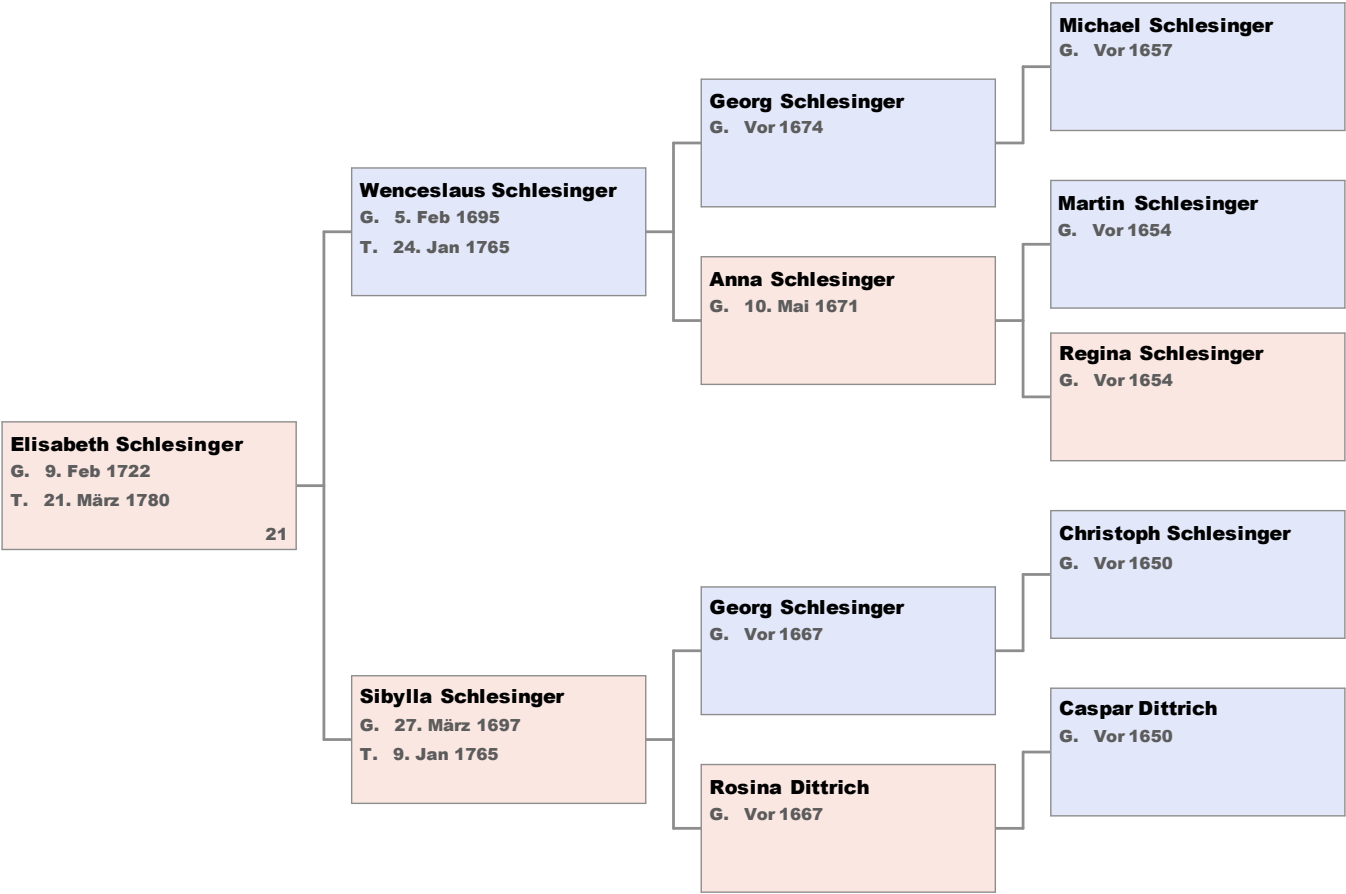 Michael Schlesinger
G. Vor 1657
Georg Schlesinger
G. Vor 1674
Wenceslaus Schlesinger
G. 5. Feb 1695
T. 24. Jan 1765
Martin Schlesinger
G. Vor 1654
Anna Schlesinger
G. 10. Mai 1671
Regina Schlesinger
G. Vor 1654
Elisabeth Schlesinger
G. 9. Feb 1722
T. 21. März 1780
21
Christoph Schlesinger
G. Vor 1650
Georg Schlesinger
G. Vor 1667
Sibylla Schlesinger
G. 27. März 1697
T. 9. Jan 1765
Caspar Dittrich
G. Vor 1650
Rosina Dittrich
G. Vor 1667